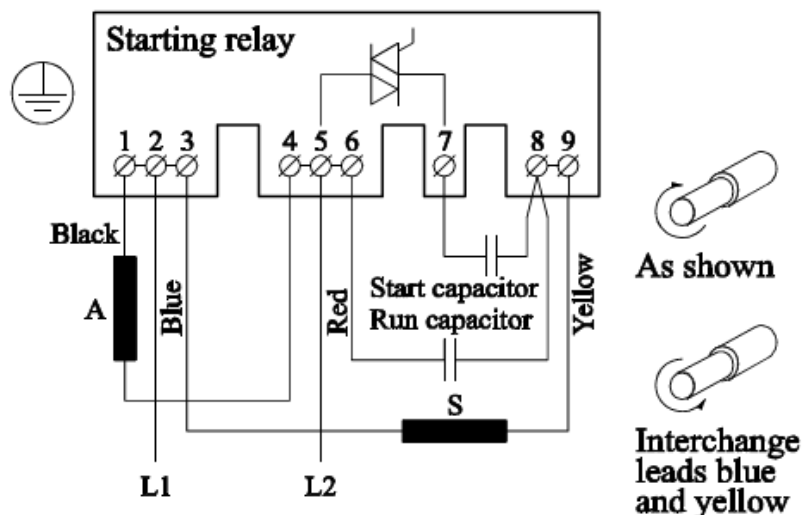 Starting relay
1 2 3 4 5 6 7 8 9
Black
A
Blue
Red
Start capacitor
Run capacitor
Yellow
S
L1
L2
As shown
Interchange
leads blue
and yellow